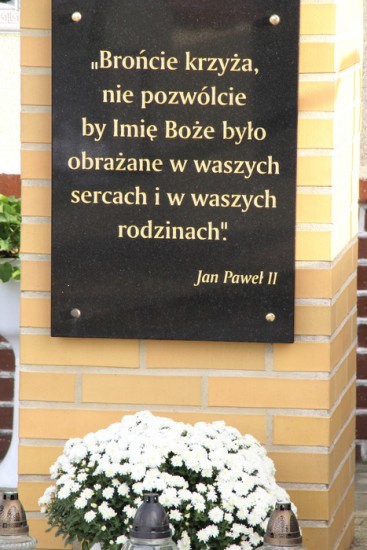 „Brońcie krzyża,
nie pozwólcie
by Imię Boże było
obrażane w waszych
sercach i w waszych
rodzinach".
Jan Paweł II